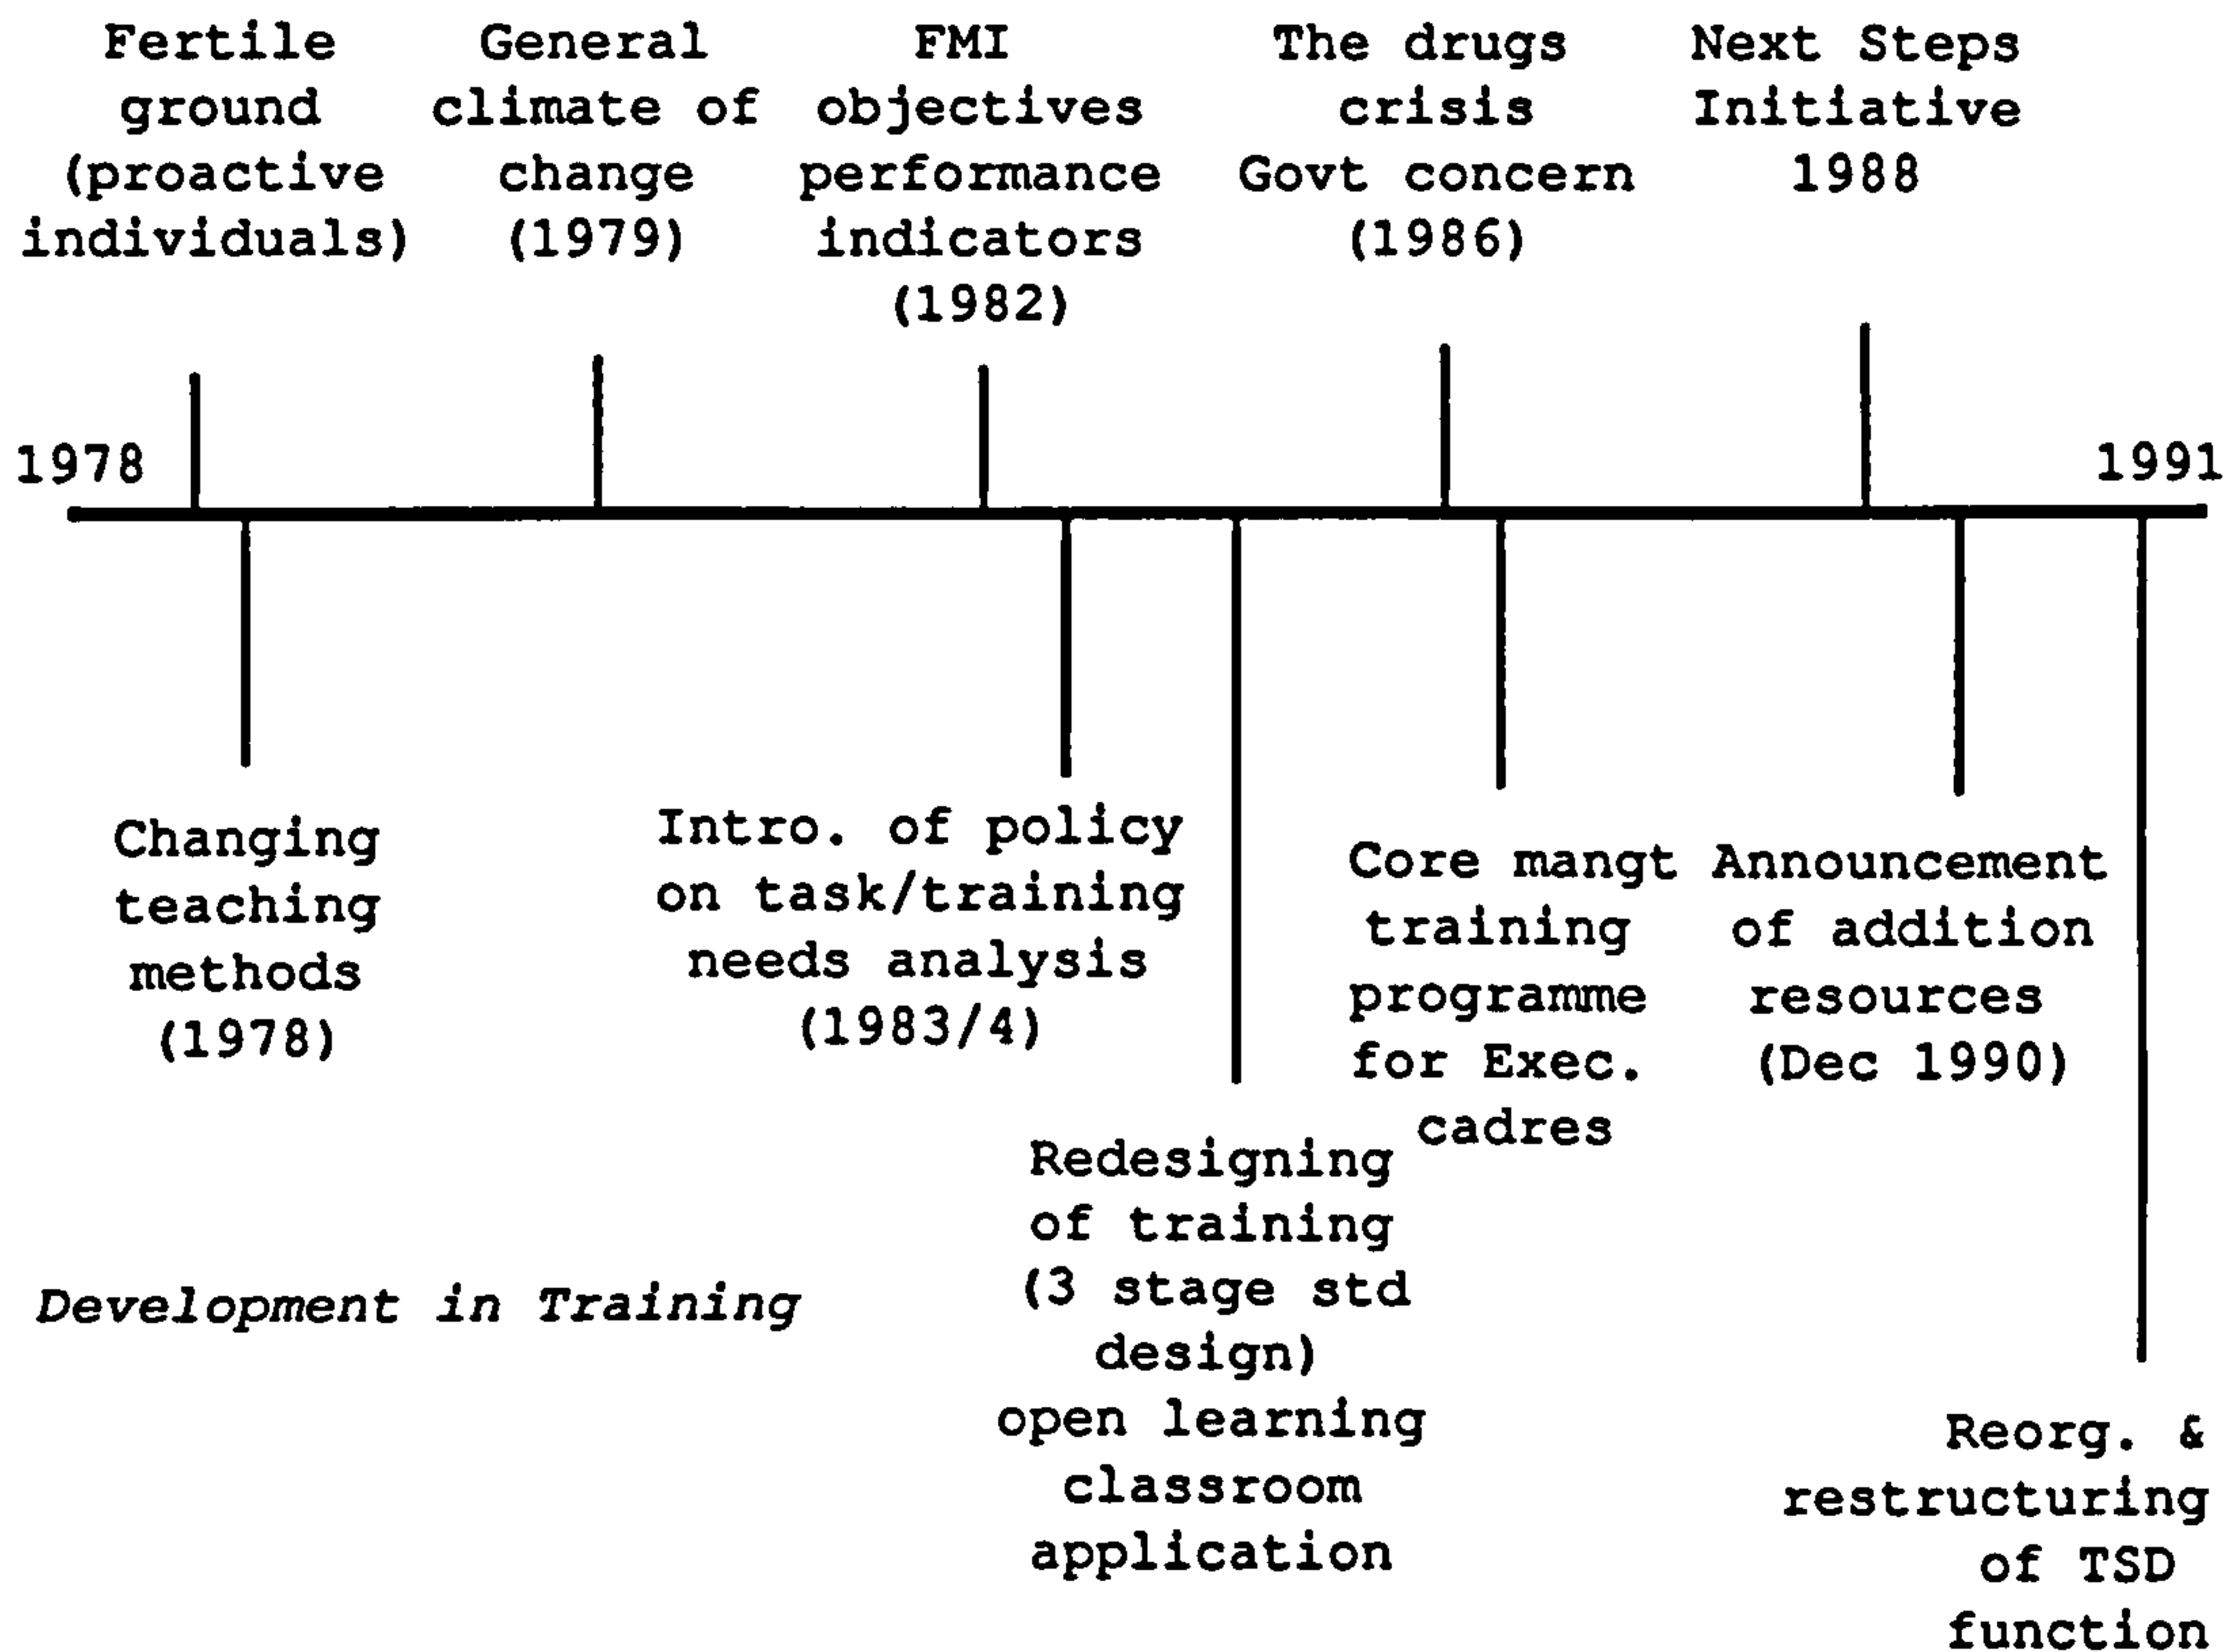 Fertile
ground
(proactive
individuals)
General
climate of
change
(1979)
FMI
objectives
performance
indicators
(1982)
The drugs
crisis
Govt concern
(1986)
Next Steps
Initiative
1988
1978
1991
Changing
teaching
methods
(1978)
Intro. of policy
on task/training
needs analysis
(1983/4)
Redesigning
of training
(3 stage std
design)
open learning
classroom
application
Core mangt
training
programme
for Exec.
cadres
Announcement
of addition
resources
(Dec 1990)
Reorg. &
restructuring
of TSD
function
Development in Training